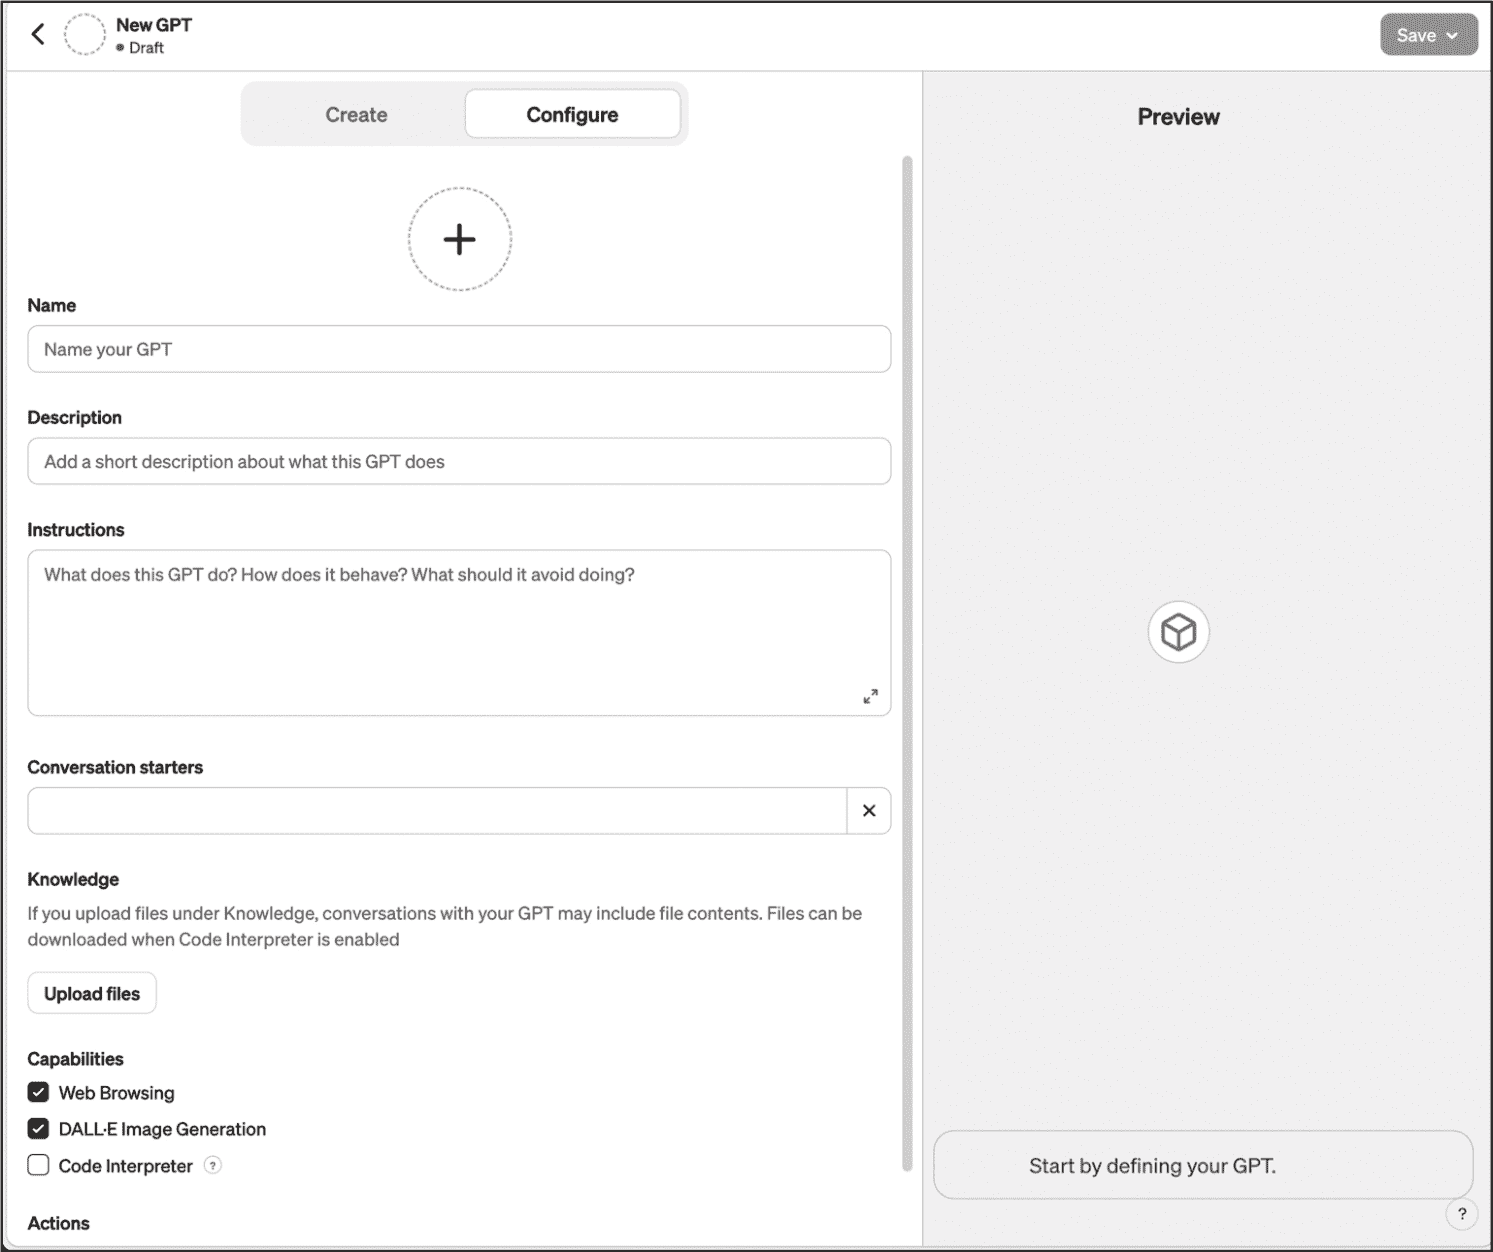 New GPT
Draft
Save
Create
Configure
Preview
Name
Name your GPT
Description
Add a short description about what this GPT does
Instructions
What does this GPT do? How does it behave? What should it avoid doing?
Conversation starters
Knowledge
If you upload files under Knowledge, conversations with your GPT may include file contents. Files can be
downloaded when Code Interpreter is enabled
Upload files
Capabilities
Web Browsing
DALL·E Image Generation
Code Interpreter ?
Actions
Start by defining your GPT.
?